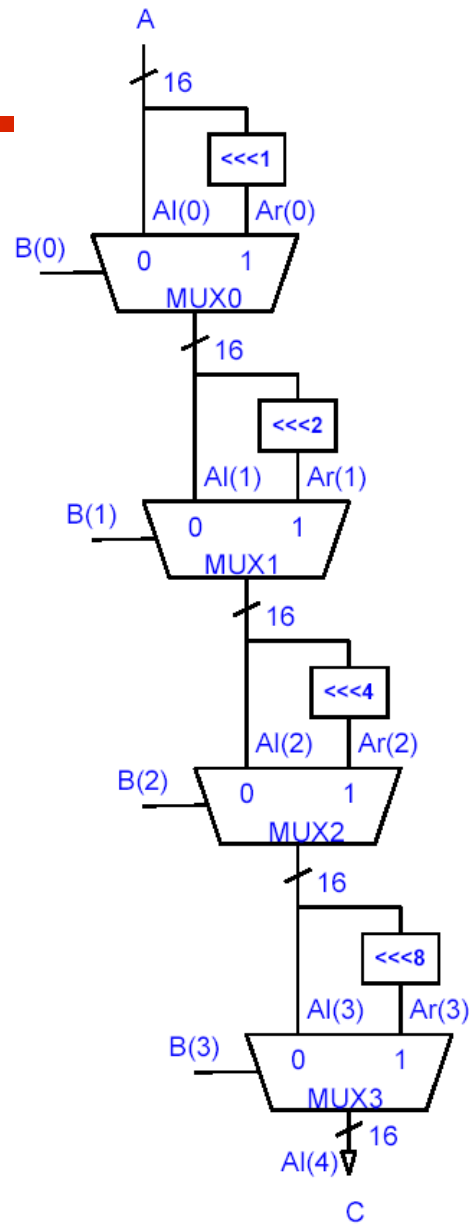 A
16
<<<1
Al(0) Ar(0)
B(0)
0 1
MUX0
16
<<<2
Al(1) Ar(1)
B(1)
0 1
MUX1
16
<<<4
Al(2) Ar(2)
B(2)
0 1
MUX2
16
<<<8
Al(3) Ar(3)
B(3)
0 1
MUX3
16
Al(4)
C